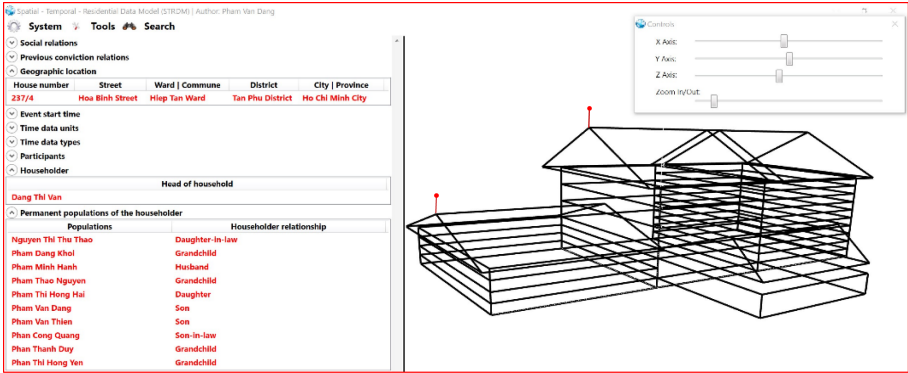 Spatial - Temporal - Residential Data Model (STRDM) | Author: Pham Van Dang
System Tools Search
Social relations
Previous conviction relations
Geographic location
House number Street Ward | Commune District City | Province
237/4 Hoa Binh Street Hiep Tan Ward Tan Phu District Ho Chi Minh City
Event start time
Time data units
Time data types
Participants
Householder
Head of household
Dang Thi Van
Permanent populations of the householder
Populations Householder relationship
Nguyen Thi Thu Thao Daughter-in-law
Pham Dang Khoi Grandchild
Pham Minh Hanh Husband
Pham Thao Nguyen Grandchild
Pham Thi Hong Hai Daughter
Pham Van Dang Son
Pham Van Thien Son
Phan Cong Quang Son-in-law
Phan Thanh Duy Grandchild
Phan Thi Hong Yen Grandchild
Controls
X Axis:
Y Axis:
Z Axis:
Zoom In/Out: